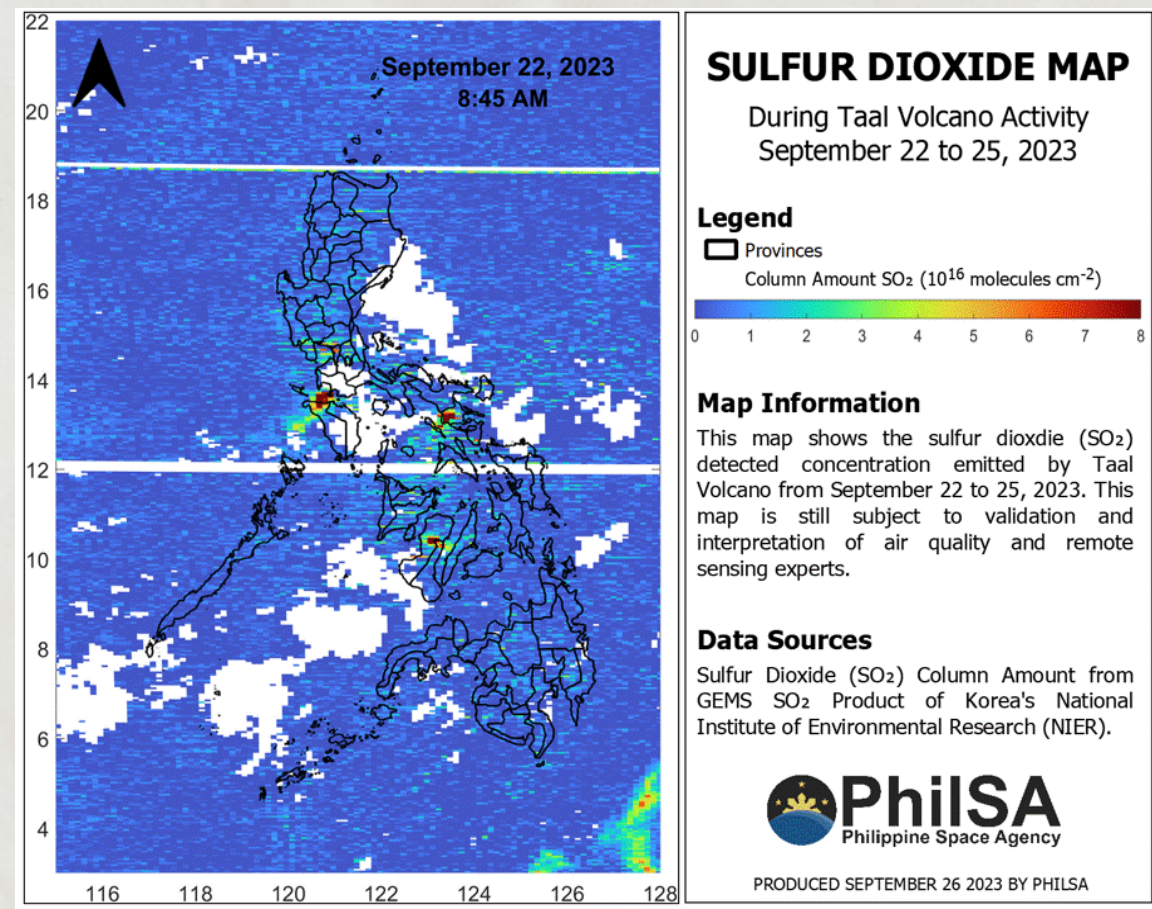 22
20
18
16
14
12
10
8
6
4
116 118 120 122 124 126 128
September 22, 2023
8:45 AM
SULFUR DIOXIDE MAP
During Taal Volcano Activity
September 22 to 25, 2023
Legend
Provinces
Column Amount SO₂ (10¹⁶ molecules cm⁻²)
0 1 2 3 4 5 6 7 8
Map Information
This map shows the sulfur dioxdie (SO₂)
detected concentration emitted by Taal
Volcano from September 22 to 25, 2023. This
map is still subject to validation and
interpretation of air quality and remote
sensing experts.
Data Sources
Sulfur Dioxide (SO₂) Column Amount from
GEMS SO₂ Product of Korea's National
Institute of Environmental Research (NIER).
PhilSA
Philippine Space Agency
PRODUCED SEPTEMBER 26 2023 BY PHILSA